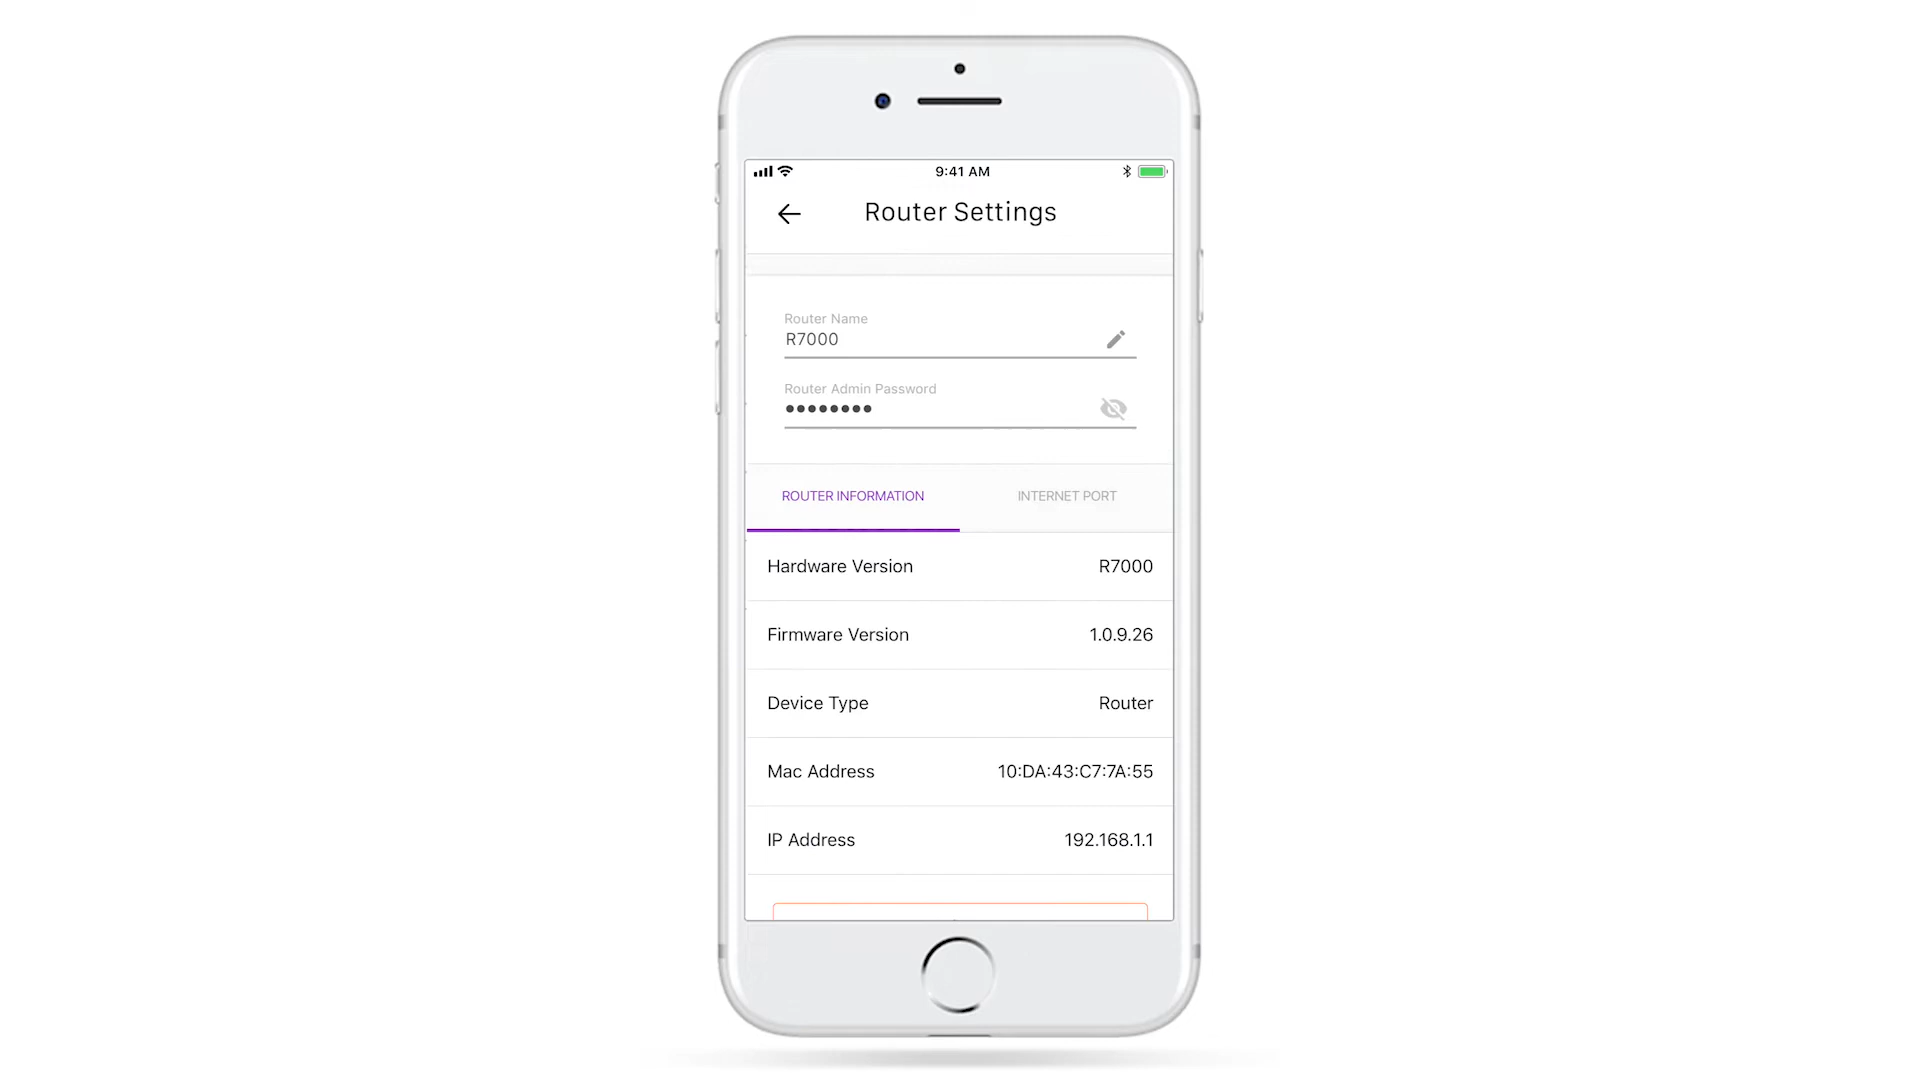 9:41 AM
Router Settings
Router Name
R7000
Router Admin Password
••••••••
ROUTER INFORMATION INTERNET PORT
Hardware Version R7000
Firmware Version 1.0.9.26
Device Type Router
Mac Address 10:DA:43:C7:7A:55
IP Address 192.168.1.1